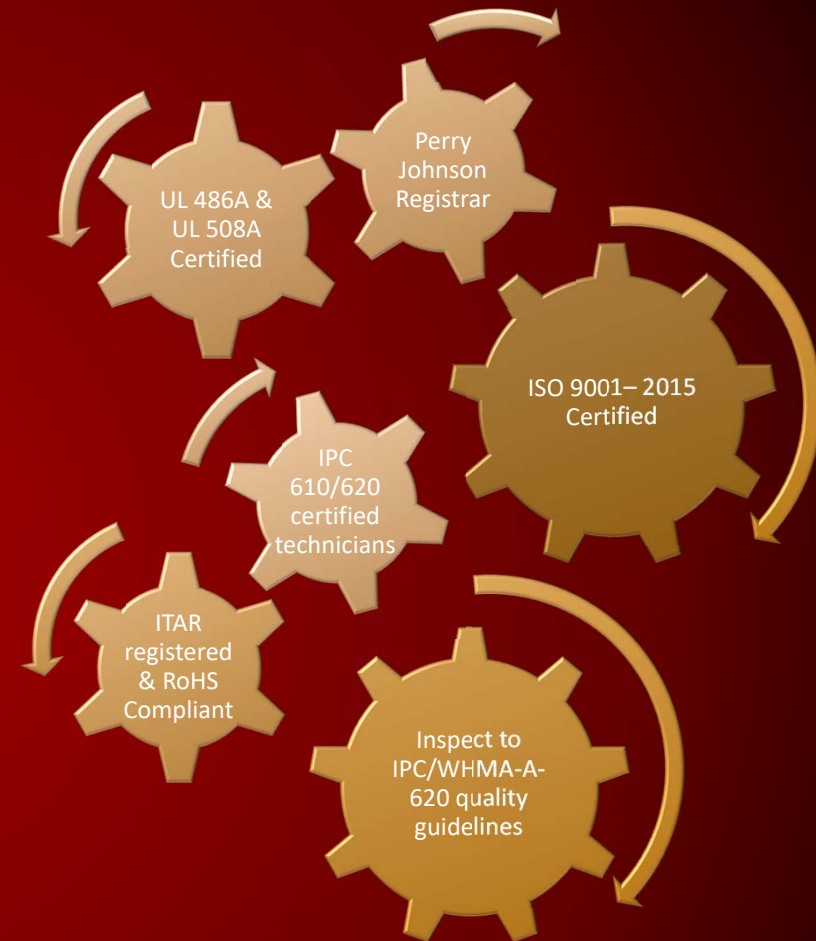 Perry
Johnson
Registrar
UL 486A &
UL 508A
Certified
ISO 9001– 2015
Certified
IPC
610/620
certified
technicians
ITAR
registered
& RoHS
Compliant
Inspect to
IPC/WHMA-A-
620 quality
guidelines